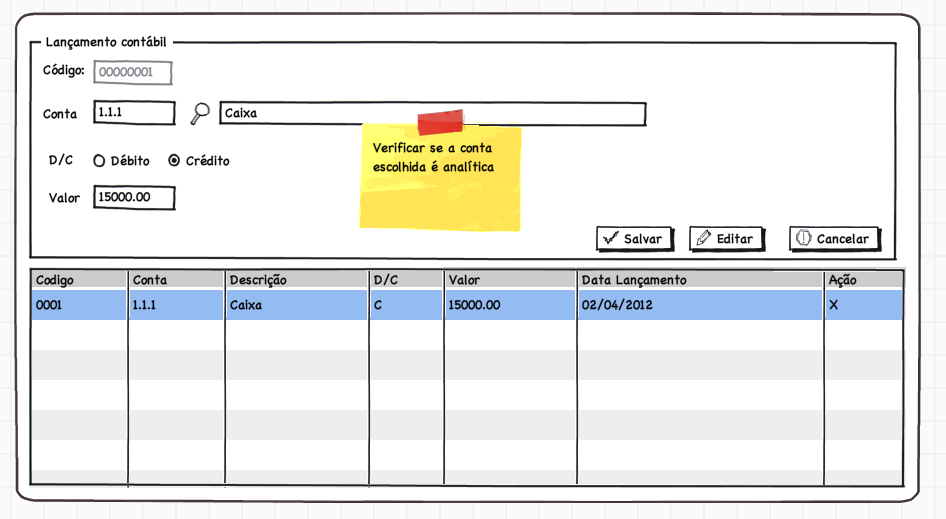 Lançamento contábil
Código: 00000001
Conta 1.1.1 Caixa
Verificar se a conta
escolhida é analítica
D/C Débito Crédito
Valor 15000.00
Salvar Editar Cancelar
Codigo Conta Descrição D/C Valor Data Lançamento Ação
0001 1.1.1 Caixa C 15000.00 02/04/2012 X